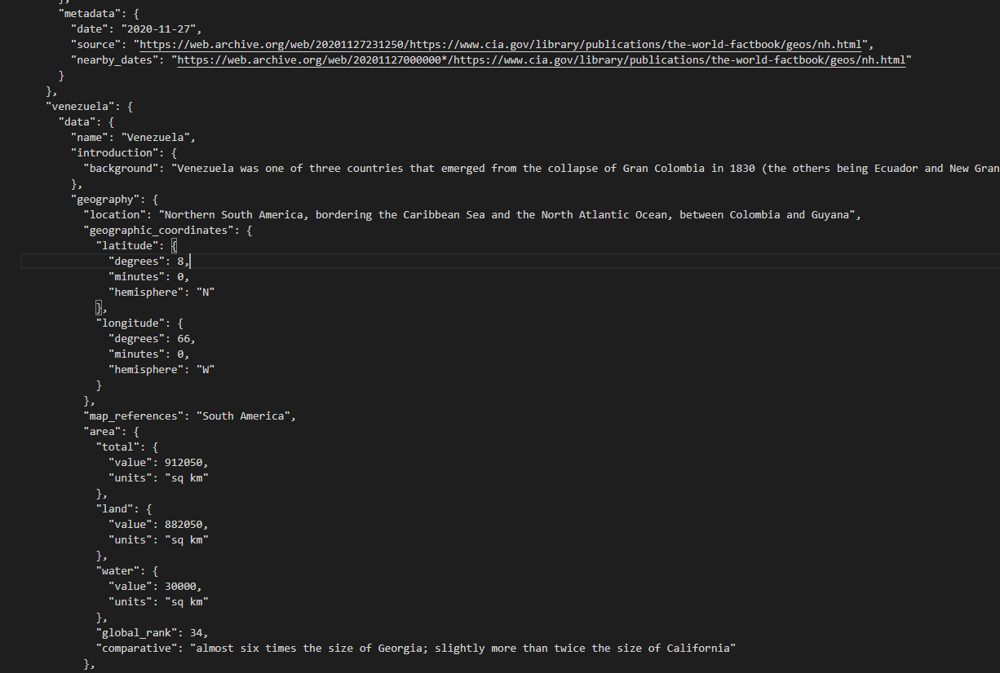 },
"metadata": {
"date": "2020-11-27",
"source": "https://web.archive.org/web/20201127231250/https://www.cia.gov/library/publications/the-world-factbook/geos/nh.html",
"nearby_dates": "https://web.archive.org/web/20201127000000*/https://www.cia.gov/library/publications/the-world-factbook/geos/nh.html"
}
},
"venezuela": {
"data": {
"name": "Venezuela",
"introduction": {
"background": "Venezuela was one of three countries that emerged from the collapse of Gran Colombia in 1830 (the others being Ecuador and New Gran
},
"geography": {
"location": "Northern South America, bordering the Caribbean Sea and the North Atlantic Ocean, between Colombia and Guyana",
"geographic_coordinates": {
"latitude": {
"degrees": 8,
"minutes": 0,
"hemisphere": "N"
},
"longitude": {
"degrees": 66,
"minutes": 0,
"hemisphere": "W"
}
},
"map_references": "South America",
"area": {
"total": {
"value": 912050,
"units": "sq km"
},
"land": {
"value": 882050,
"units": "sq km"
},
"water": {
"value": 30000,
"units": "sq km"
},
"global_rank": 34,
"comparative": "almost six times the size of Georgia; slightly more than twice the size of California"
},